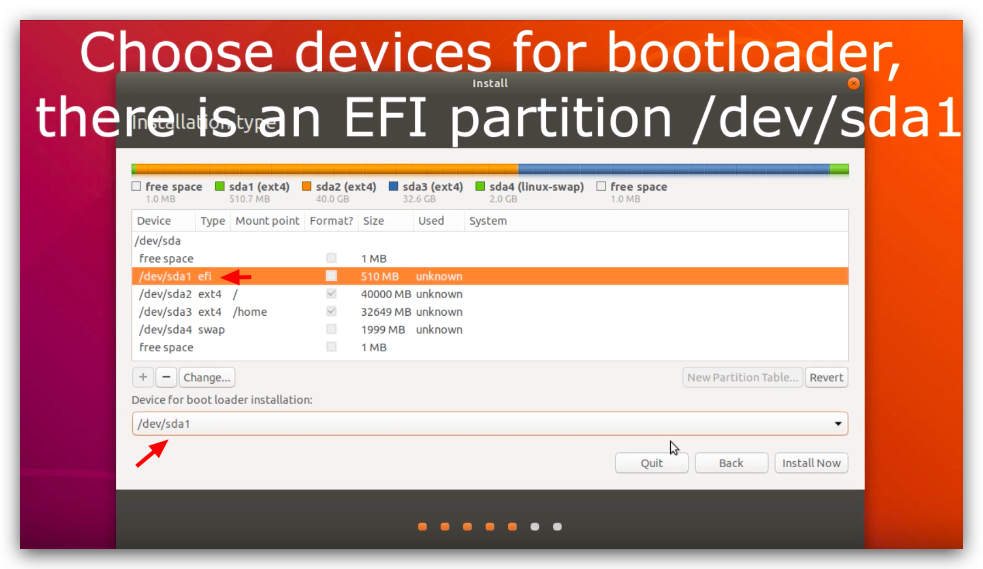 Choose devices for bootloader,
Install
there is an EFI partition /dev/sda1
Installation type
free space sda1 (ext4) sda2 (ext4) sda3 (ext4) sda4 (linux-swap) free space
1.0 MB 510.7 MB 40.0 GB 32.6 GB 2.0 GB 1.0 MB
Device Type Mount point Format? Size Used System
/dev/sda
free space 1 MB
/dev/sda1 efi 510 MB unknown
/dev/sda2 ext4 / 40000 MB unknown
/dev/sda3 ext4 /home 32649 MB unknown
/dev/sda4 swap 1999 MB unknown
free space 1 MB
+ − Change... New Partition Table... Revert
Device for boot loader installation:
/dev/sda1
Quit Back Install Now